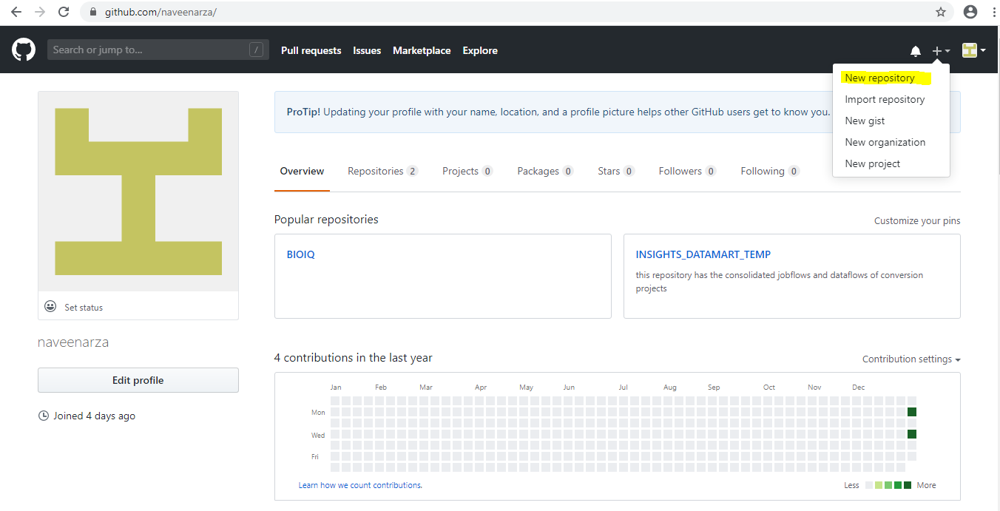 github.com/naveenarza/
Search or jump to...
/
Pull requests
Issues
Marketplace
Explore
New repository
Import repository
New gist
New organization
New project
ProTip! Updating your profile with your name, location, and a profile picture helps other GitHub users get to know you.
Overview
Repositories 2
Projects 0
Packages 0
Stars 0
Followers 0
Following 0
Popular repositories
Customize your pins
BIOIQ
INSIGHTS_DATAMART_TEMP
this repository has the consolidated jobflows and dataflows of conversion
projects
Set status
naveenarza
Edit profile
Joined 4 days ago
4 contributions in the last year
Contribution settings
Jan Feb Mar Apr May Jun Jul Aug Sep Oct Nov Dec
Mon
Wed
Fri
Learn how we count contributions.
Less
More